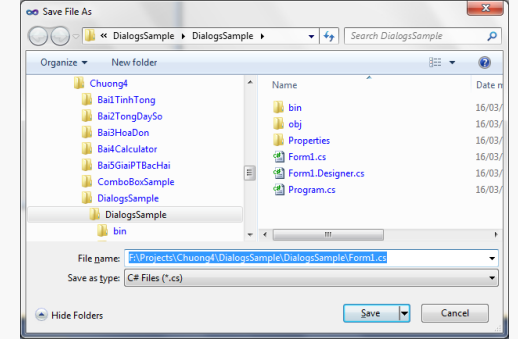 Save File As
« DialogsSample DialogsSample
Search DialogsSample
Organize New folder
Chuong4
Bai1TinhTong
Bai2TongDaySo
Bai3HoaDon
Bai4Calculator
Bai5GiaiPTBacHai
ComboBoxSample
DialogsSample
DialogsSample
bin
Name Date n
bin 16/03/
obj 16/03/
Properties 16/03/
Form1.cs 16/03/
Form1.Designer.cs 16/03/
Program.cs 16/03/
File name: F:\Projects\Chuong4\DialogsSample\DialogsSample\Form1.cs
Save as type: C# Files (*.cs)
Hide Folders Save Cancel